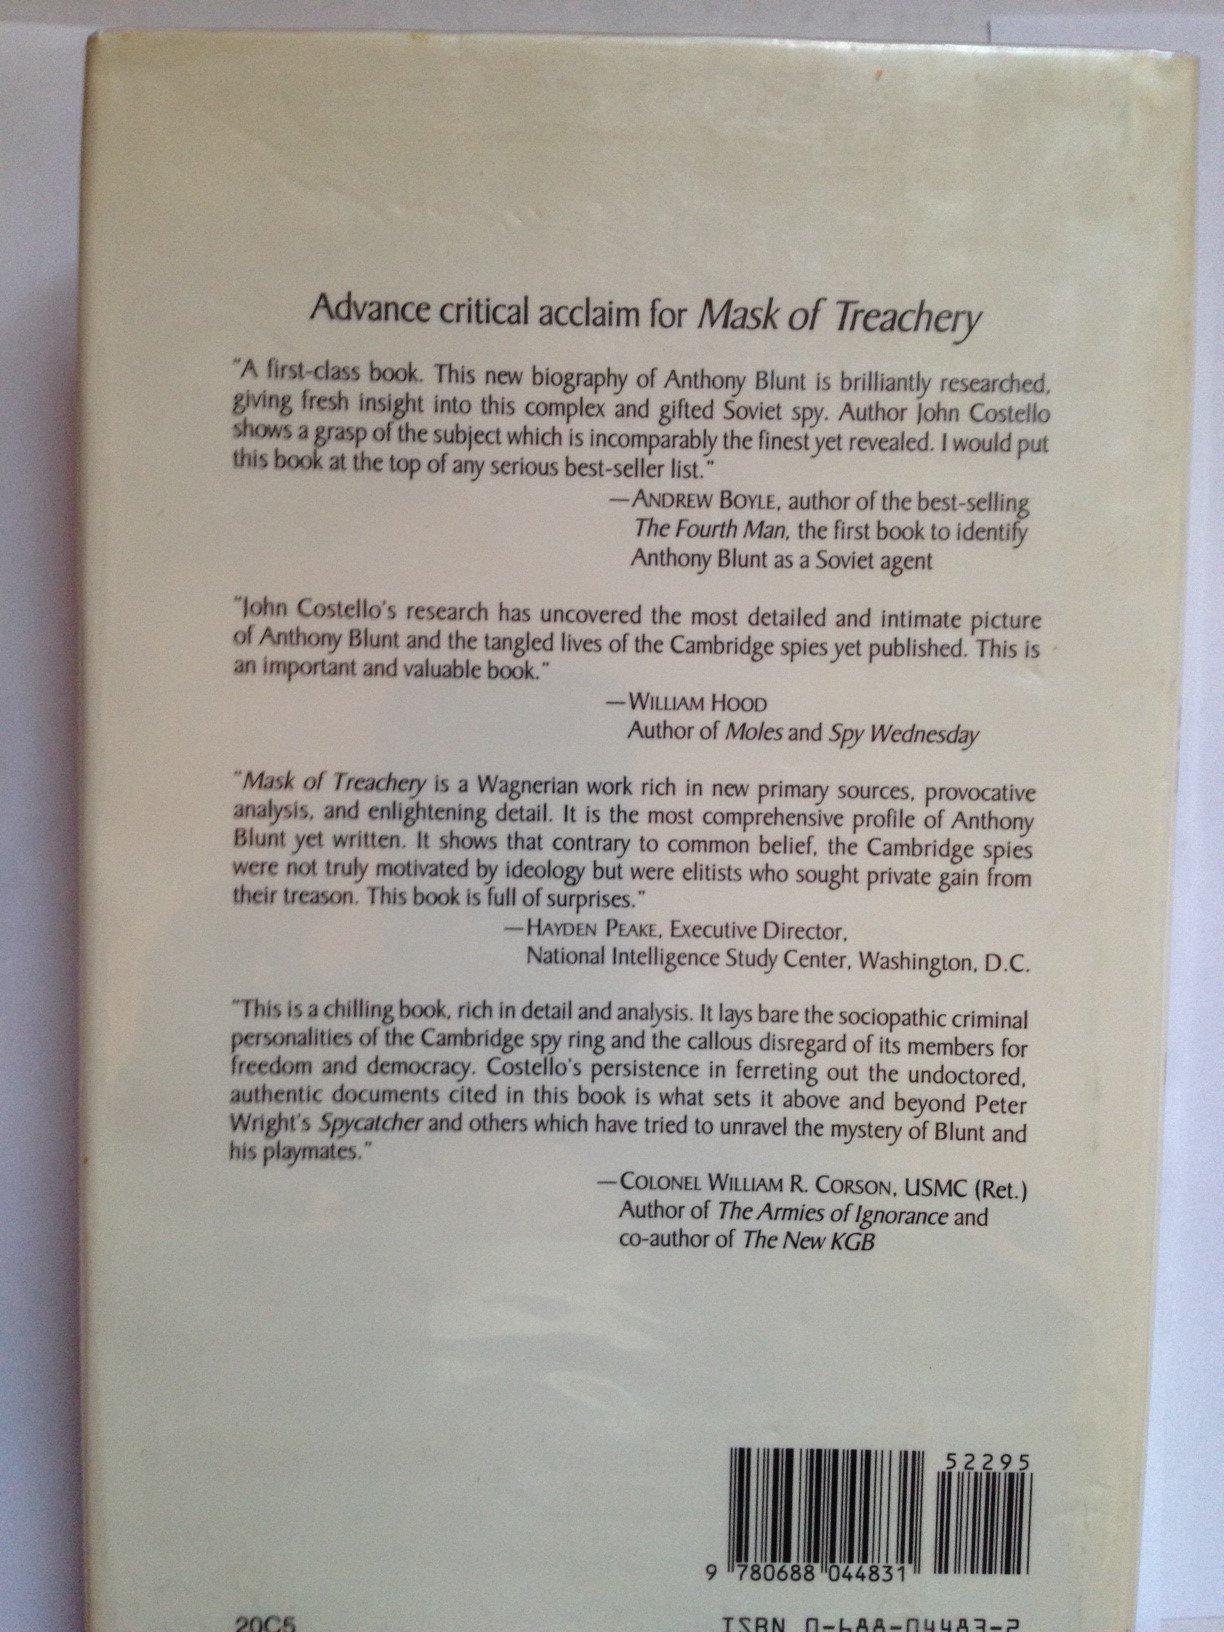 Advance critical acclaim for Mask of Treachery
"A first-class book. This new biography of Anthony Blunt is brilliantly researched,
giving fresh insight into this complex and gifted Soviet spy. Author John Costello
shows a grasp of the subject which is incomparably the finest yet revealed. I would put
this book at the top of any serious best-seller list."
—ANDREW BOYLE, author of the best-selling
The Fourth Man, the first book to identify
Anthony Blunt as a Soviet agent
"John Costello's research has uncovered the most detailed and intimate picture
of Anthony Blunt and the tangled lives of the Cambridge spies yet published. This is
an important and valuable book."
—WILLIAM HOOD
Author of Moles and Spy Wednesday
"Mask of Treachery is a Wagnerian work rich in new primary sources, provocative
analysis, and enlightening detail. It is the most comprehensive profile of Anthony
Blunt yet written. It shows that contrary to common belief, the Cambridge spies
were not truly motivated by ideology but were elitists who sought private gain from
their treason. This book is full of surprises."
—HAYDEN PEAKE, Executive Director,
National Intelligence Study Center, Washington, D.C.
"This is a chilling book, rich in detail and analysis. It lays bare the sociopathic criminal
personalities of the Cambridge spy ring and the callous disregard of its members for
freedom and democracy. Costello's persistence in ferreting out the undoctored,
authentic documents cited in this book is what sets it above and beyond Peter
Wright's Spycatcher and others which have tried to unravel the mystery of Blunt and
his playmates."
—COLONEL WILLIAM R. CORSON, USMC (Ret.)
Author of The Armies of Ignorance and
co-author of The New KGB
52295
9 780688 044831
20C5 ISBN 0-688-04483-2